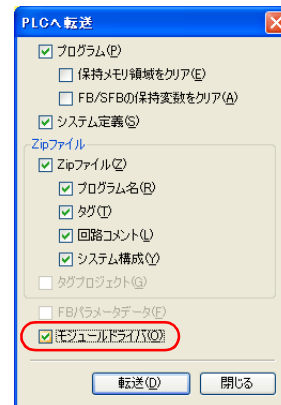 PLCへ転送
プログラム(P)
保持メモリ領域をクリア(E)
FB/SFBの保持変数をクリア(A)
システム定義(S)
Zipファイル
Zipファイル(Z)
プログラム名(R)
タグ(T)
回路コメント(L)
システム構成(Y)
タグプロジェクト(G)
FBパラメータデータ(F)
モジュールドライバ(O)
転送(D) 閉じる